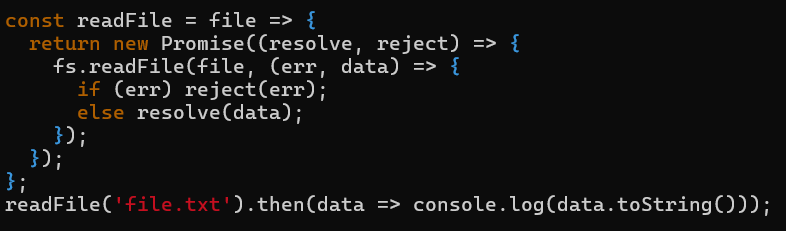 const readFile = file => {
  return new Promise((resolve, reject) => {
    fs.readFile(file, (err, data) => {
      if (err) reject(err);
      else resolve(data);
    });
  });
};
readFile('file.txt').then(data => console.log(data.toString()));